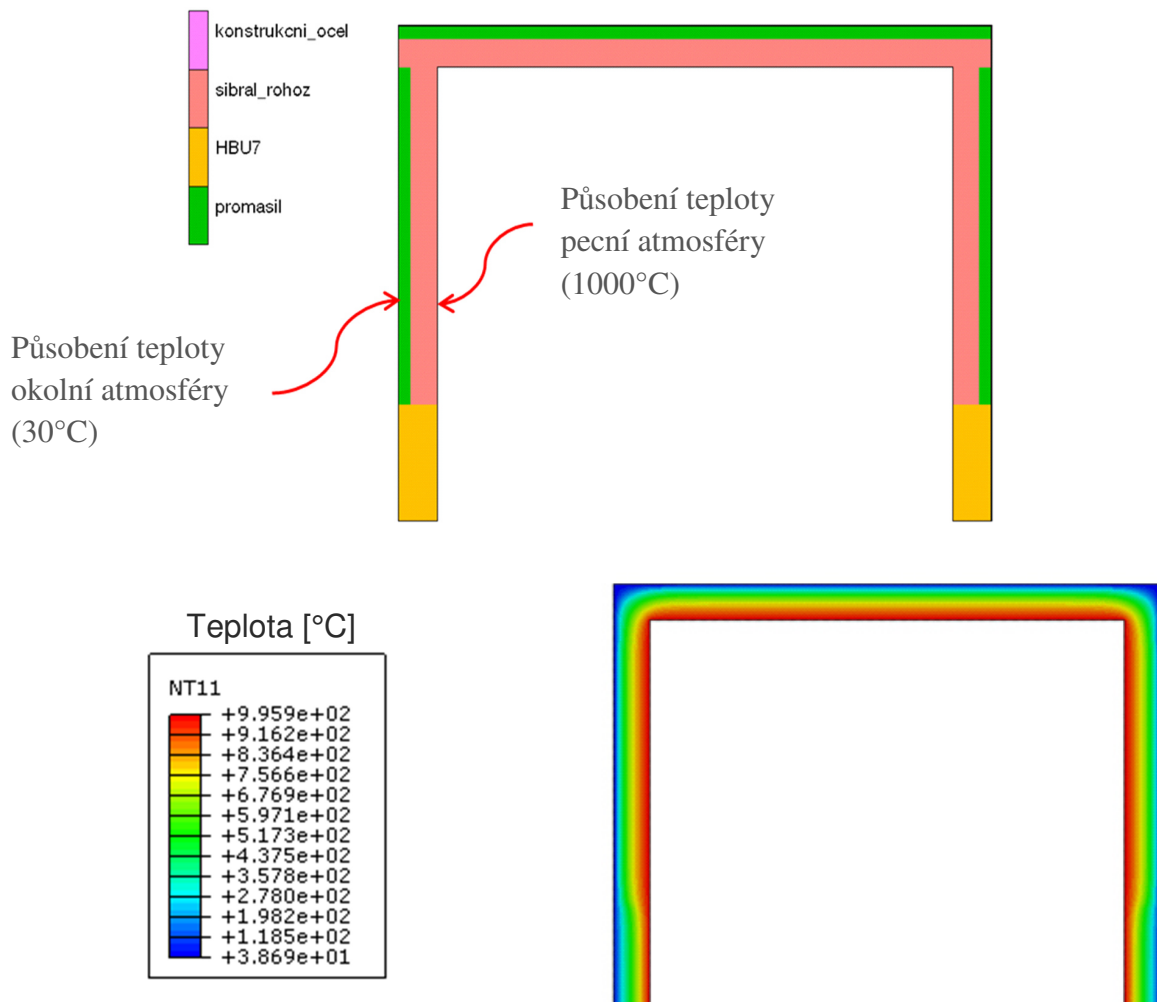 konstrukcni_ocel
sibral_rohoz
HBU7
promasil
Působení teploty
pecní atmosféry
(1000°C)
Působení teploty
okolní atmosféry
(30°C)
Teplota [°C]
NT11
+9.959e+02
+9.162e+02
+8.364e+02
+7.566e+02
+6.769e+02
+5.971e+02
+5.173e+02
+4.375e+02
+3.578e+02
+2.780e+02
+1.982e+02
+1.185e+02
+3.869e+01